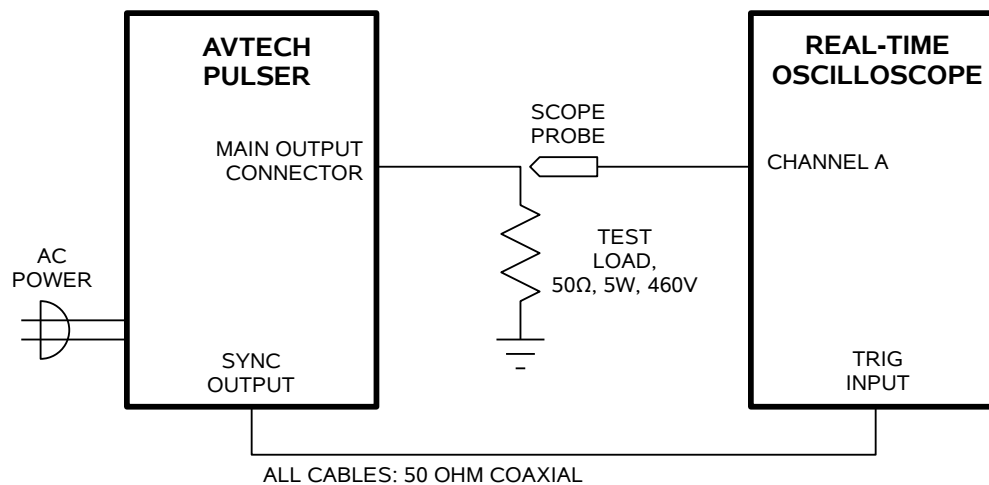 AVTECH
PULSER
REAL-TIME
OSCILLOSCOPE
SCOPE
PROBE
MAIN OUTPUT
CONNECTOR
CHANNEL A
AC
POWER
TEST
LOAD,
50Ω, 5W, 460V
SYNC
OUTPUT
TRIG
INPUT
ALL CABLES: 50 OHM COAXIAL